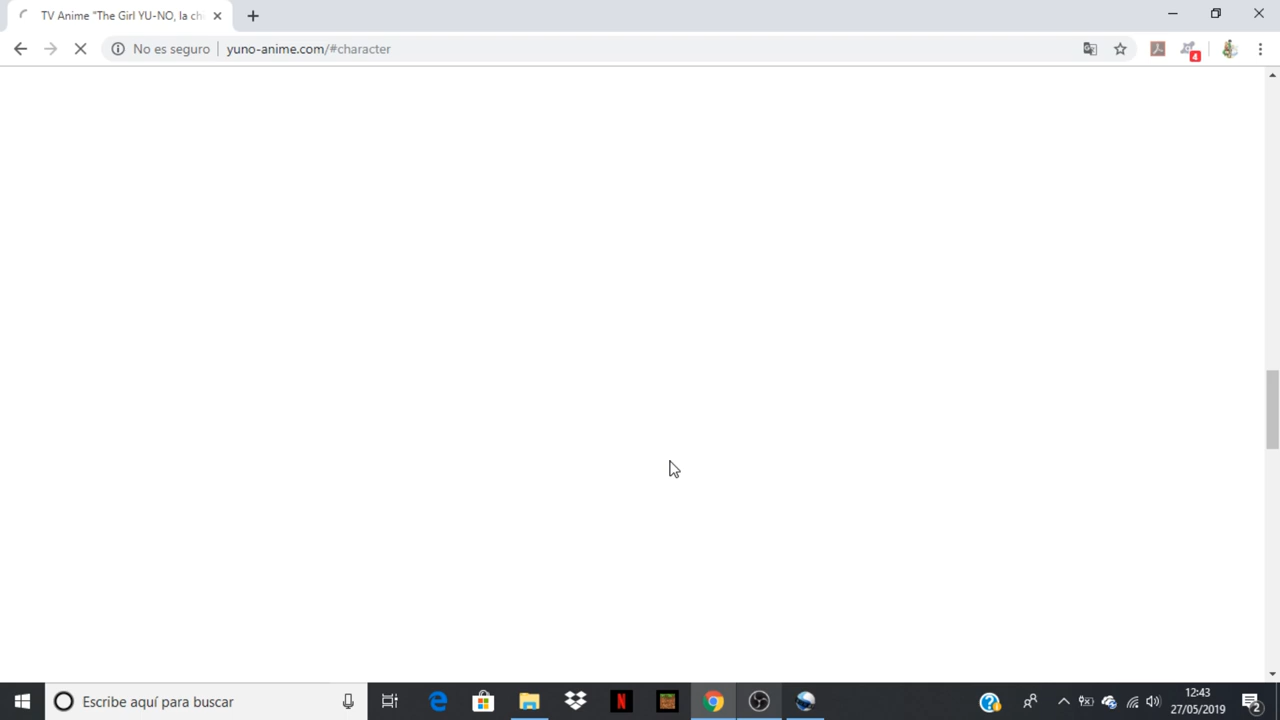 TV Anime "The Girl YU-NO, la ch
No es seguro
yuno-anime.com/#character
4
Escribe aquí para buscar
N
12:43
27/05/2019
2